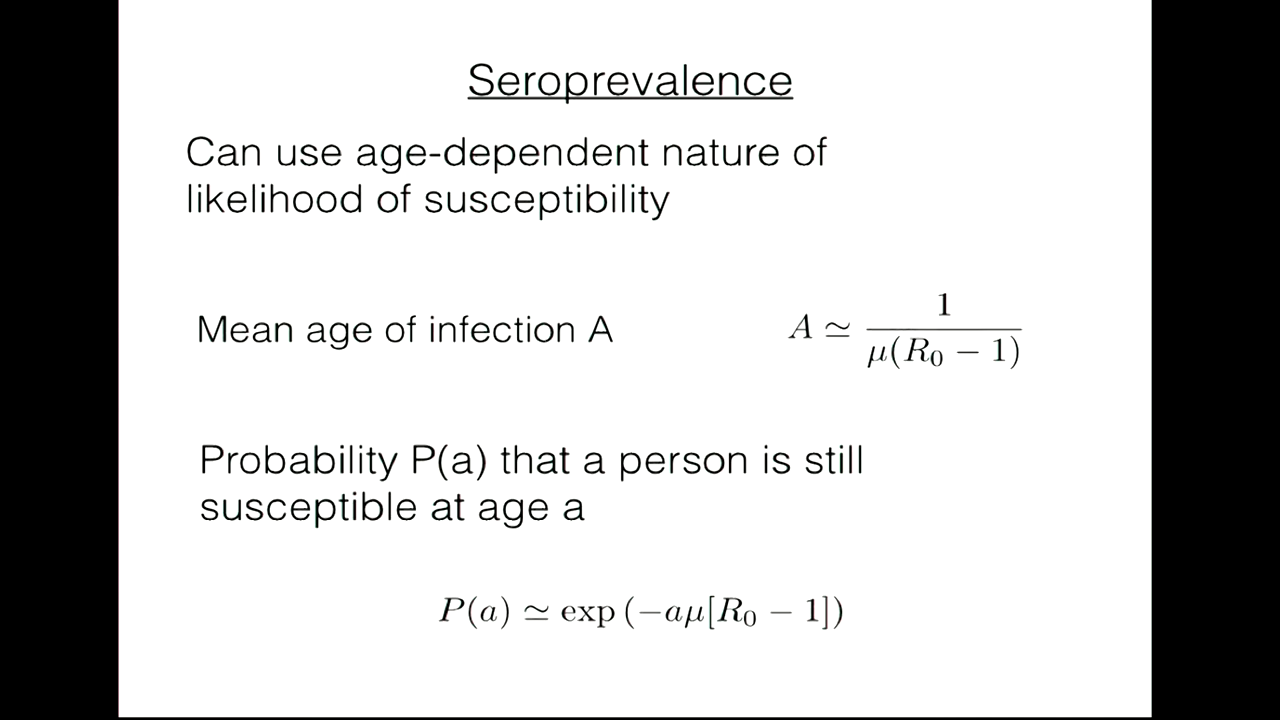 Seroprevalence
Can use age-dependent nature of
likelihood of susceptibility
Mean age of infection A
A ≃ 1 / μ(R₀ − 1)
Probability P(a) that a person is still
susceptible at age a
P(a) ≃ exp (−aμ[R₀ − 1])